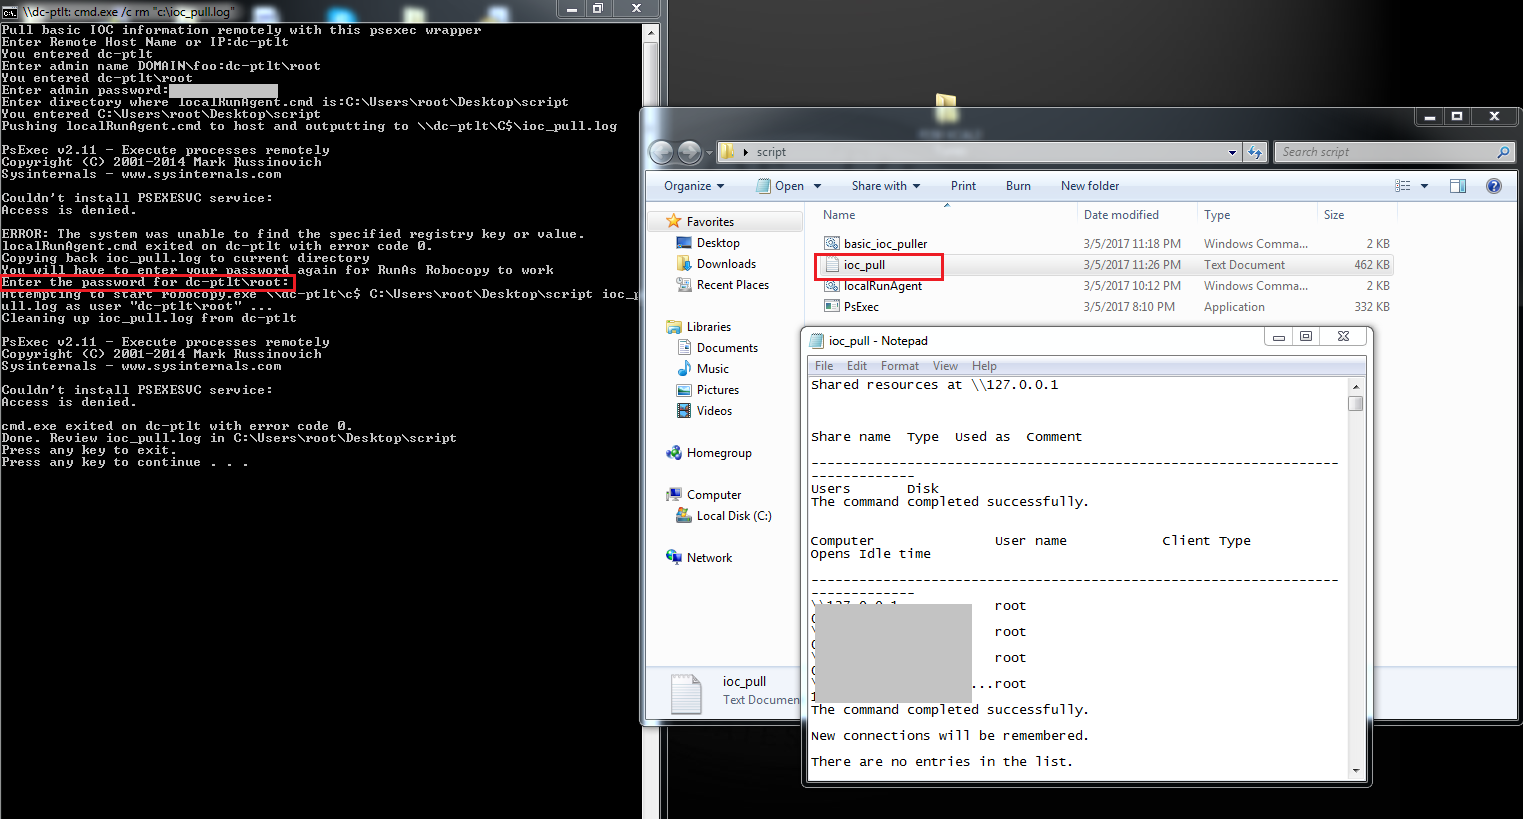 \\dc-ptlt: cmd.exe /c rm "c:\ioc_pull.log"
Pull basic IOC information remotely with this psexec wrapper
Enter Remote Host Name or IP:dc-ptlt
You entered dc-ptlt
Enter admin name DOMAIN\foo:dc-ptlt\root
You entered dc-ptlt\root
Enter admin password:
Enter directory where localRunAgent.cmd is:C:\Users\root\Desktop\script
You entered C:\Users\root\Desktop\script
Pushing localRunAgent.cmd to host and outputting to \\dc-ptlt\C$\ioc_pull.log
PsExec v2.11 - Execute processes remotely
Copyright (C) 2001-2014 Mark Russinovich
Sysinternals - www.sysinternals.com
Couldn't install PSEXESVC service:
Access is denied.
ERROR: The system was unable to find the specified registry key or value.
localRunAgent.cmd exited on dc-ptlt with error code 0.
Copying back ioc_pull.log to current directory
You will have to enter your password again for RunAs Robocopy to work
Enter the password for dc-ptlt\root:
Attempting to start robocopy.exe \\dc-ptlt\c$ C:\Users\root\Desktop\script ioc_p
ull.log as user "dc-ptlt\root" ...
Cleaning up ioc_pull.log from dc-ptlt
PsExec v2.11 - Execute processes remotely
Copyright (C) 2001-2014 Mark Russinovich
Sysinternals - www.sysinternals.com
Couldn't install PSEXESVC service:
Access is denied.
cmd.exe exited on dc-ptlt with error code 0.
Done. Review ioc_pull.log in C:\Users\root\Desktop\script
Press any key to exit.
Press any key to continue . . .
script
Search script
Organize Open Share with Print Burn New folder
Name Date modified Type Size
basic_ioc_puller 3/5/2017 11:18 PM Windows Comma... 2 KB
ioc_pull 3/5/2017 11:26 PM Text Document 462 KB
localRunAgent 3/5/2017 10:12 PM Windows Comma... 2 KB
PsExec 3/5/2017 8:10 PM Application 332 KB
Favorites
Desktop
Downloads
Recent Places
Libraries
Documents
Music
Pictures
Videos
Homegroup
Computer
Local Disk (C:)
Network
ioc_pull
Text Documen
ioc_pull - Notepad
File Edit Format View Help
Shared resources at \\127.0.0.1
Share name Type Used as Comment
-------------------------------------------------------------------
-------------
Users Disk
The command completed successfully.
Computer User name Client Type
Opens Idle time
-------------------------------------------------------------------
-------------
\\127.0.0.1 root
root
root
...root
The command completed successfully.
New connections will be remembered.
There are no entries in the list.